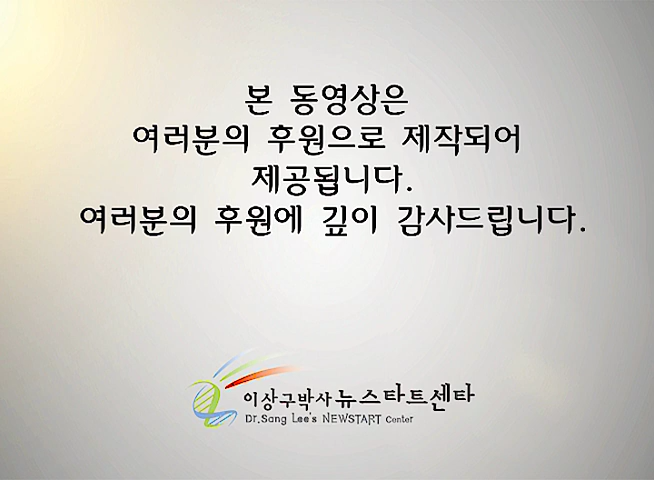 본 동영상은
여러분의 후원으로 제작되어
제공됩니다.
여러분의 후원에 깊이 감사드립니다.
이상구박사 뉴스타트센타
Dr.Sang Lee's NEWSTART Center